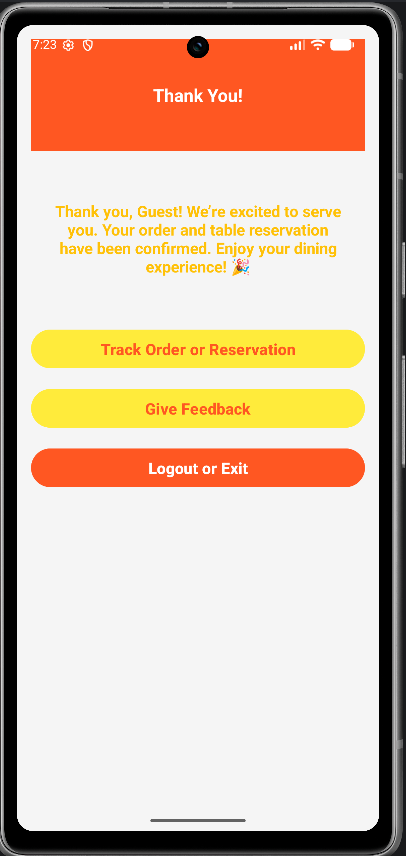 7:23
Thank You!
Thank you, Guest! We're excited to serve
you. Your order and table reservation
have been confirmed. Enjoy your dining
experience! 🎉
Track Order or Reservation
Give Feedback
Logout or Exit